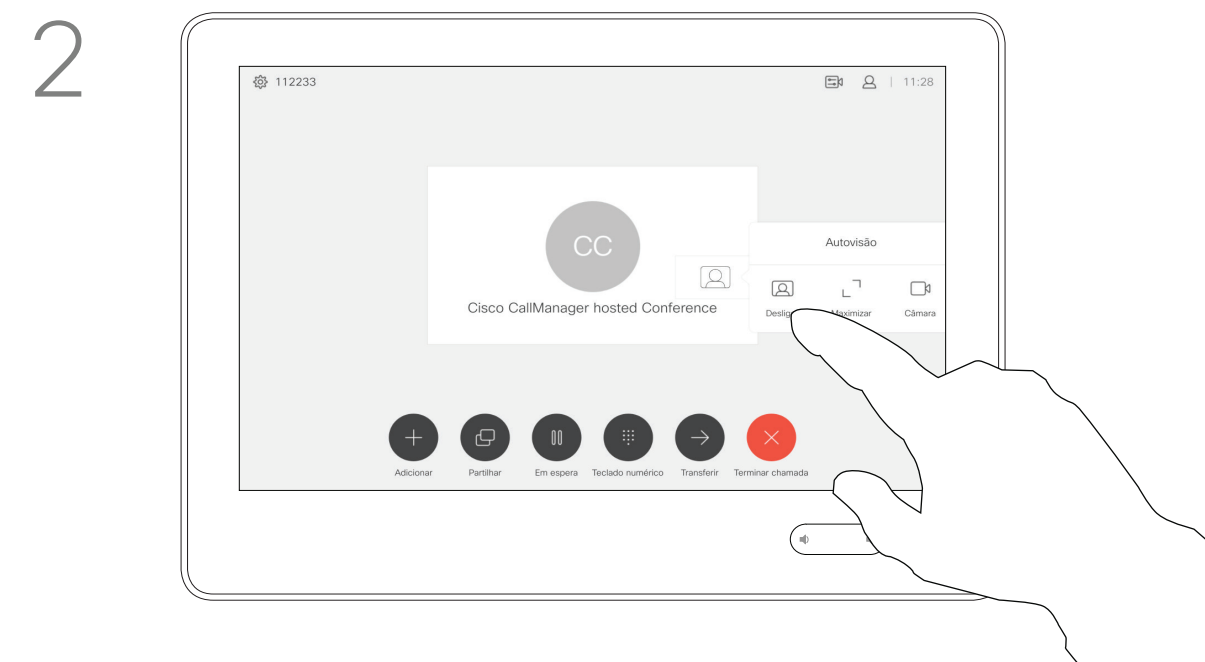 2
112233
11:28
CC
Cisco CallManager hosted Conference
Autovisão
Maximizar
Câmara
Adicionar
Partilhar
Em espera
Teclado numérico
Transferir
Terminar chamada